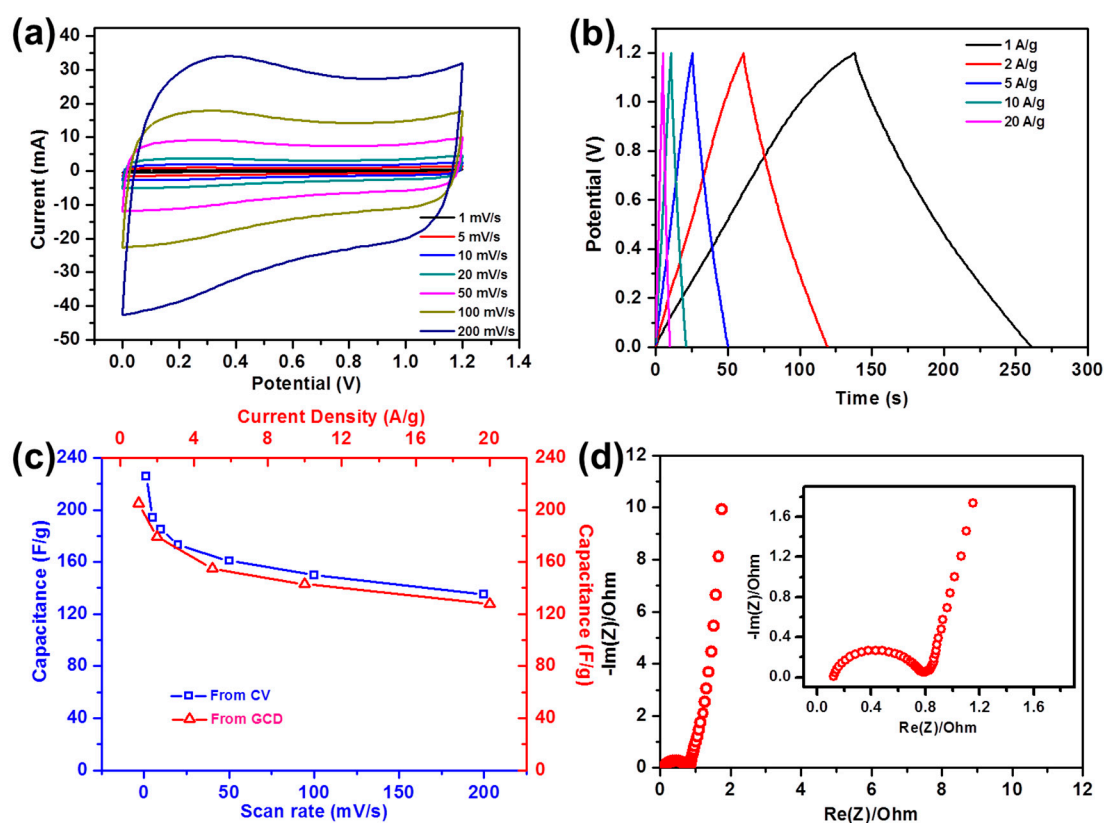 (a)
40
30
20
10
0
-10
-20
-30
-40
-50
Current (mA)
1 mV/s
5 mV/s
10 mV/s
20 mV/s
50 mV/s
100 mV/s
200 mV/s
0.0 0.2 0.4 0.6 0.8 1.0 1.2 1.4
Potential (V)
(b)
1.2
1.0
0.8
0.6
0.4
0.2
0.0
Potential (V)
1 A/g
2 A/g
5 A/g
10 A/g
20 A/g
0 50 100 150 200 250 300
Time (s)
(c)
Current Density (A/g)
0 4 8 12 16 20
240
200
160
120
80
40
0
Capacitance (F/g)
From CV
From GCD
240
200
160
120
80
40
0
Capacitance (F/g)
0 50 100 150 200
Scan rate (mV/s)
(d)
12
10
8
6
4
2
0
-Im(Z)/Ohm
0 2 4 6 8 10 12
Re(Z)/Ohm
1.6
1.2
0.8
0.4
0.0
-Im(Z)/Ohm
0.0 0.4 0.8 1.2 1.6
Re(Z)/Ohm